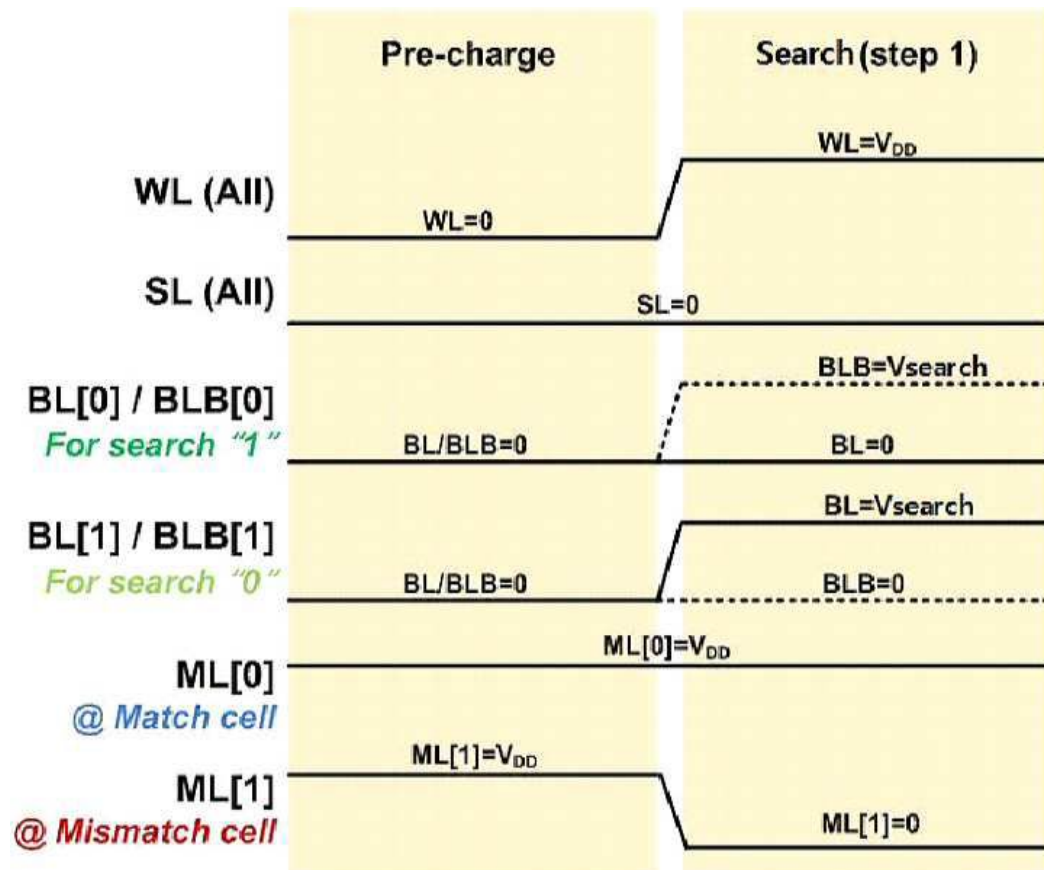 Pre-charge
Search (step 1)
WL=V_DD
WL (All)
WL=0
SL (All)
SL=0
BLB=Vsearch
BL[0] / BLB[0]
For search "1"
BL/BLB=0
BL=0
BL=Vsearch
BL[1] / BLB[1]
For search "0"
BL/BLB=0
BLB=0
ML[0]=V_DD
ML[0]
@ Match cell
ML[1]=V_DD
ML[1]
@ Mismatch cell
ML[1]=0